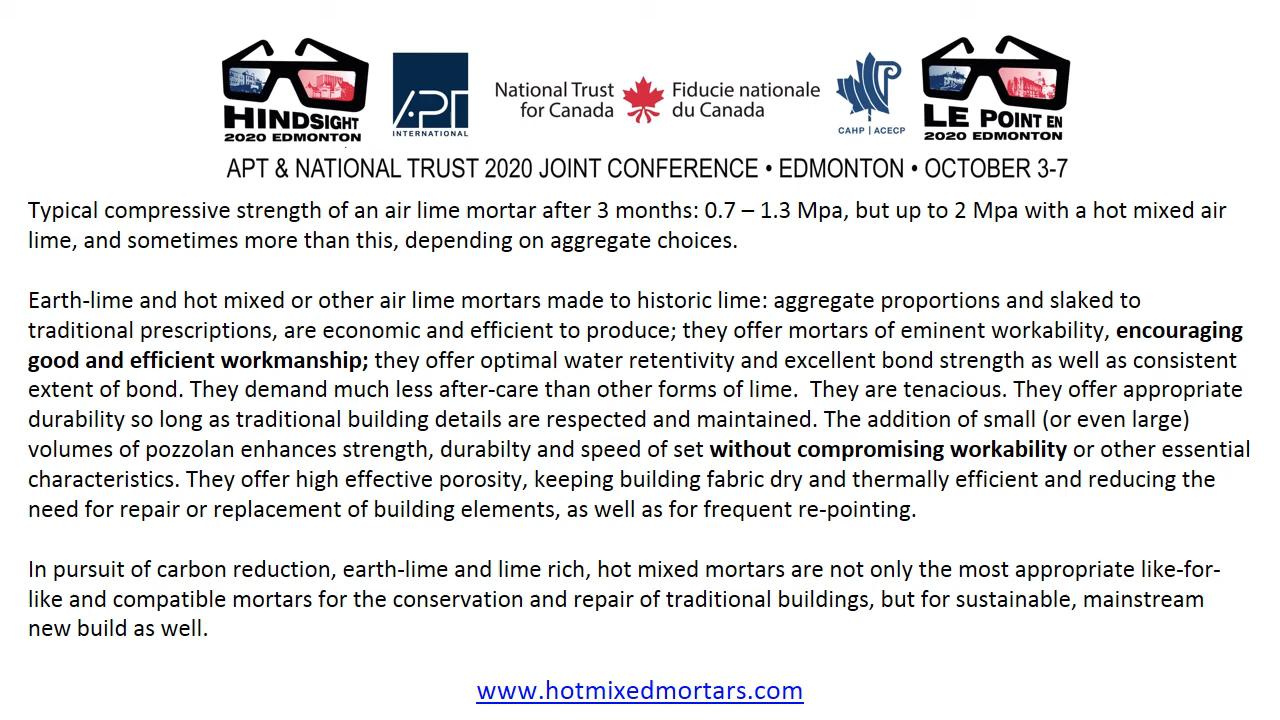 HINDSIGHT
2020 EDMONTON
APT
INTERNATIONAL
National Trust
for Canada
Fiducie nationale
du Canada
CAHP | ACECP
LE POINT EN
2020 EDMONTON
APT & NATIONAL TRUST 2020 JOINT CONFERENCE • EDMONTON • OCTOBER 3-7
Typical compressive strength of an air lime mortar after 3 months: 0.7 – 1.3 Mpa, but up to 2 Mpa with a hot mixed air
lime, and sometimes more than this, depending on aggregate choices.
Earth-lime and hot mixed or other air lime mortars made to historic lime: aggregate proportions and slaked to
traditional prescriptions, are economic and efficient to produce; they offer mortars of eminent workability, encouraging
good and efficient workmanship; they offer optimal water retentivity and excellent bond strength as well as consistent
extent of bond. They demand much less after-care than other forms of lime.  They are tenacious. They offer appropriate
durability so long as traditional building details are respected and maintained. The addition of small (or even large)
volumes of pozzolan enhances strength, durabilty and speed of set without compromising workability or other essential
characteristics. They offer high effective porosity, keeping building fabric dry and thermally efficient and reducing the
need for repair or replacement of building elements, as well as for frequent re-pointing.
In pursuit of carbon reduction, earth-lime and lime rich, hot mixed mortars are not only the most appropriate like-for-
like and compatible mortars for the conservation and repair of traditional buildings, but for sustainable, mainstream
new build as well.
www.hotmixedmortars.com